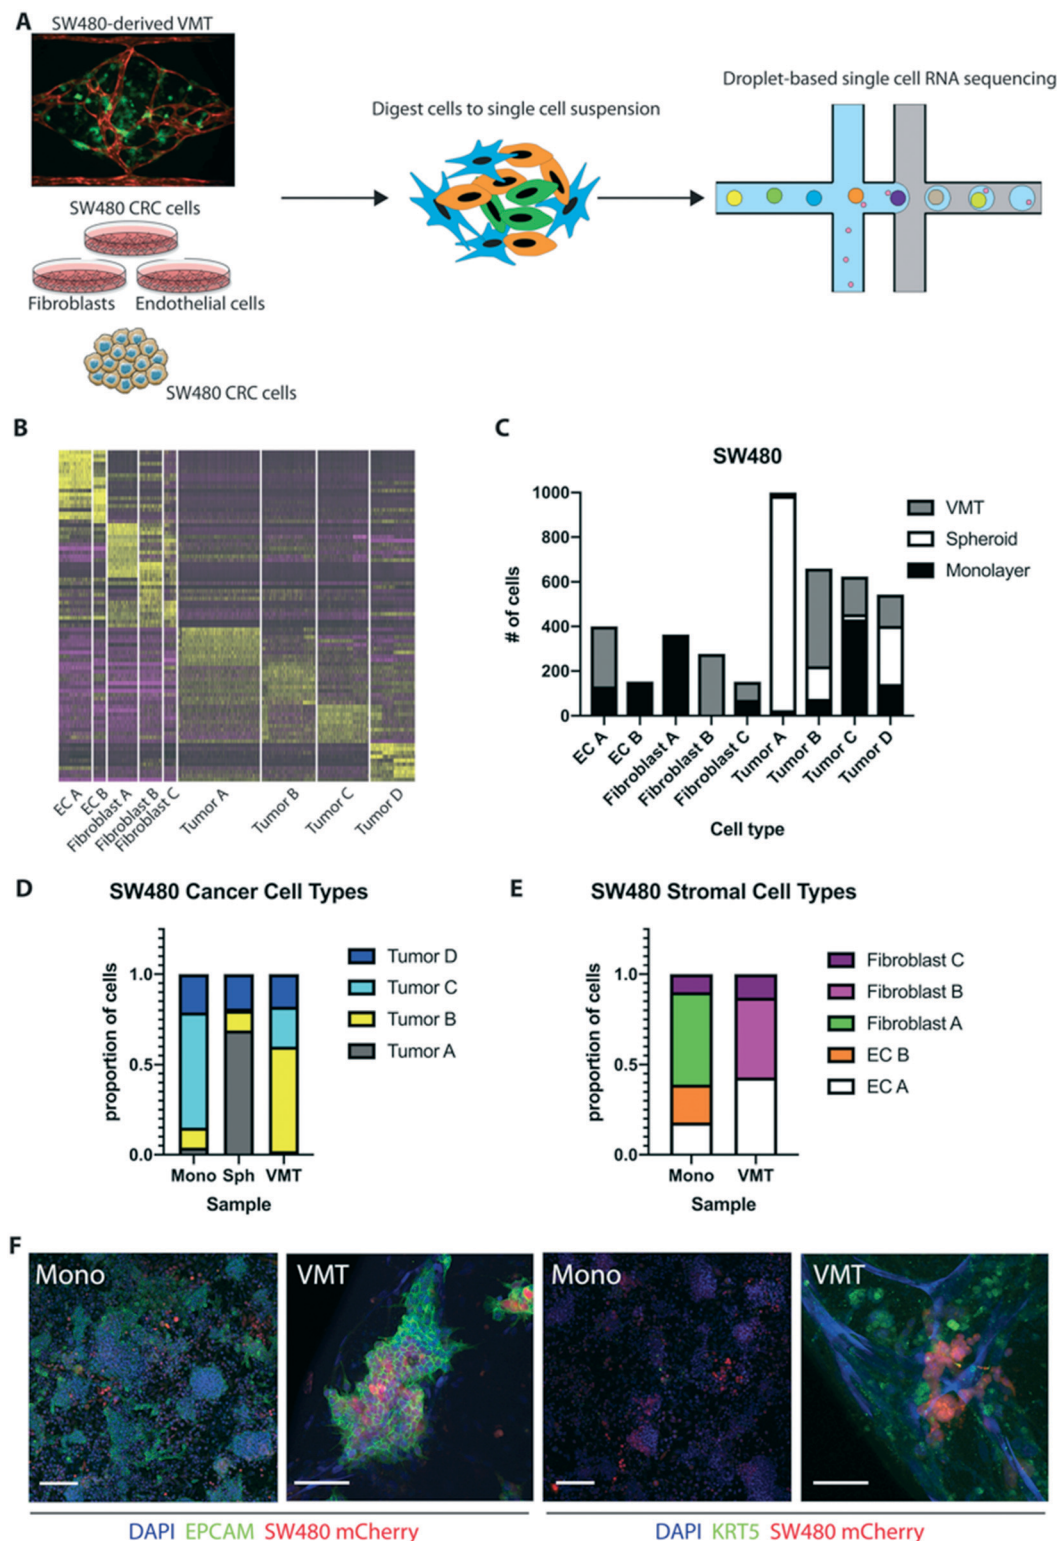 A
SW480-derived VMT
SW480 CRC cells
Fibroblasts
Endothelial cells
SW480 CRC cells
Digest cells to single cell suspension
Droplet-based single cell RNA sequencing
B
EC A
EC B
Fibroblast A
Fibroblast B
Fibroblast C
Tumor A
Tumor B
Tumor C
Tumor D
C
SW480
# of cells
1000
800
600
400
200
0
EC A
EC B
Fibroblast A
Fibroblast B
Fibroblast C
Tumor A
Tumor B
Tumor C
Tumor D
Cell type
VMT
Spheroid
Monolayer
D
SW480 Cancer Cell Types
proportion of cells
1.0
0.5
0.0
Mono Sph VMT
Sample
Tumor D
Tumor C
Tumor B
Tumor A
E
SW480 Stromal Cell Types
proportion of cells
1.0
0.5
0.0
Mono VMT
Sample
Fibroblast C
Fibroblast B
Fibroblast A
EC B
EC A
F
Mono
VMT
Mono
VMT
DAPI EPCAM SW480 mCherry
DAPI KRT5 SW480 mCherry